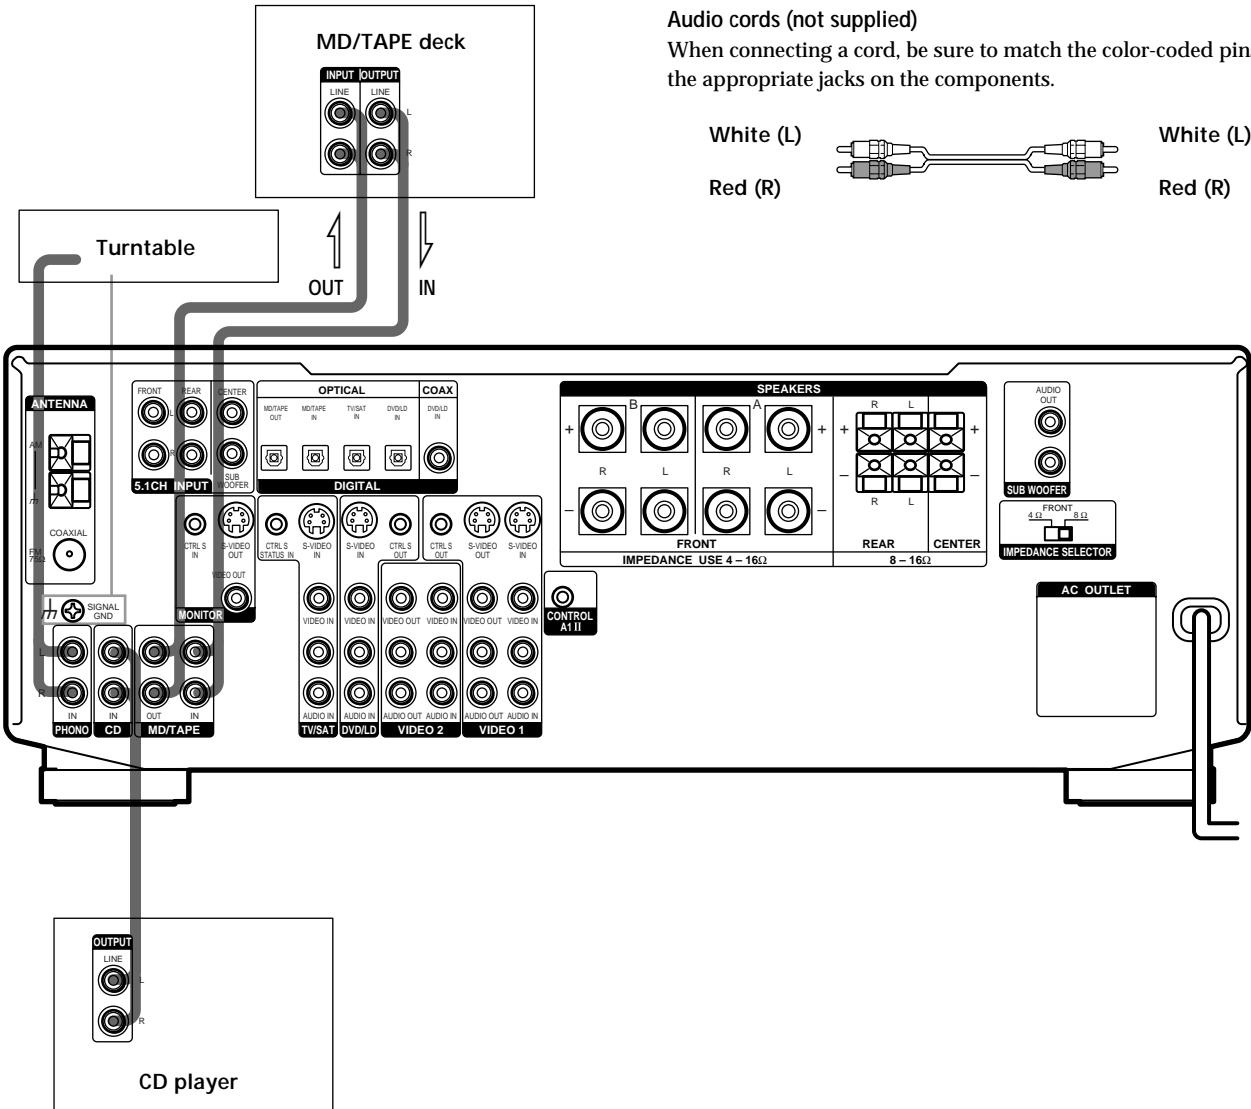 Audio cords (not supplied)
When connecting a cord, be sure to match the color-coded pin
the appropriate jacks on the components.
White (L) White (L)
Red (R) Red (R)
MD/TAPE deck
INPUT OUTPUT
LINE LINE
L
R
Turntable
OUT IN
ANTENNA
AM
COAXIAL
FM
75Ω
SIGNAL
GND
FRONT REAR CENTER
L
R
SUB
WOOFER
5.1CH INPUT
OPTICAL COAX
MD/TAPE
OUT
MD/TAPE
IN
TV/SAT
IN
DVD/LD
IN
DVD/LD
IN
DIGITAL
CTRL S
IN
S-VIDEO
OUT
VIDEO OUT
MONITOR
CTRL S
STATUS IN
S-VIDEO
IN
S-VIDEO
IN
CTRL S
OUT
CTRL S
OUT
S-VIDEO
OUT
S-VIDEO
IN
VIDEO IN VIDEO IN VIDEO OUT VIDEO IN VIDEO OUT VIDEO IN
AUDIO IN AUDIO IN AUDIO OUT AUDIO IN AUDIO OUT AUDIO IN
TV/SAT DVD/LD VIDEO 2 VIDEO 1
CONTROL
A1 II
L
R
IN IN OUT IN
PHONO CD MD/TAPE
SPEAKERS
B A R L
+ + + +
R L R L
– – – –
R L
FRONT REAR CENTER
IMPEDANCE USE 4 – 16Ω 8 – 16Ω
AUDIO
OUT
SUB WOOFER
FRONT
4 Ω 8 Ω
IMPEDANCE SELECTOR
AC OUTLET
OUTPUT
LINE
L
R
CD player